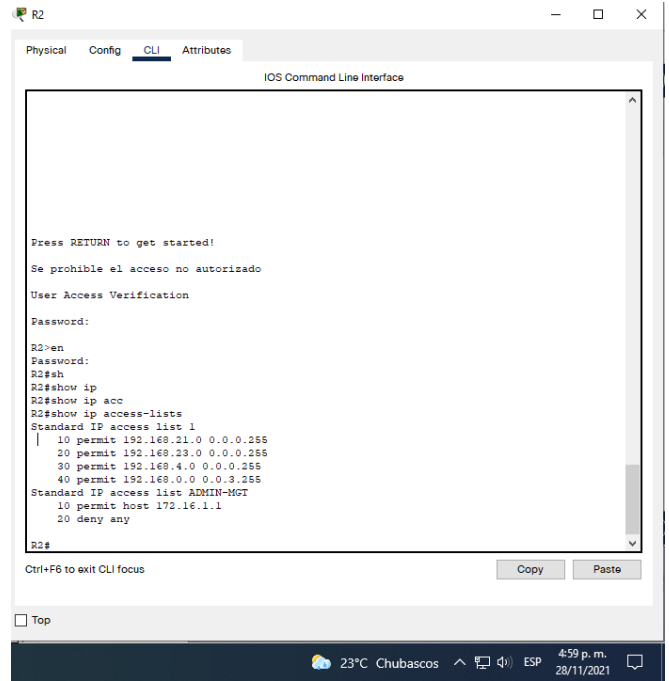 R2
Physical Config CLI Attributes
IOS Command Line Interface
Press RETURN to get started!
Se prohible el acceso no autorizado
User Access Verification
Password:
R2>en
Password:
R2#sh
R2#show ip
R2#show ip acc
R2#show ip access-lists
Standard IP access list 1
10 permit 192.168.21.0 0.0.0.255
20 permit 192.168.23.0 0.0.0.255
30 permit 192.168.4.0 0.0.0.255
40 permit 192.168.0.0 0.0.3.255
Standard IP access list ADMIN-MGT
10 permit host 172.16.1.1
20 deny any
R2#
Ctrl+F6 to exit CLI focus
Copy Paste
Top
23°C Chubascos ESP 4:59 p. m.
28/11/2021